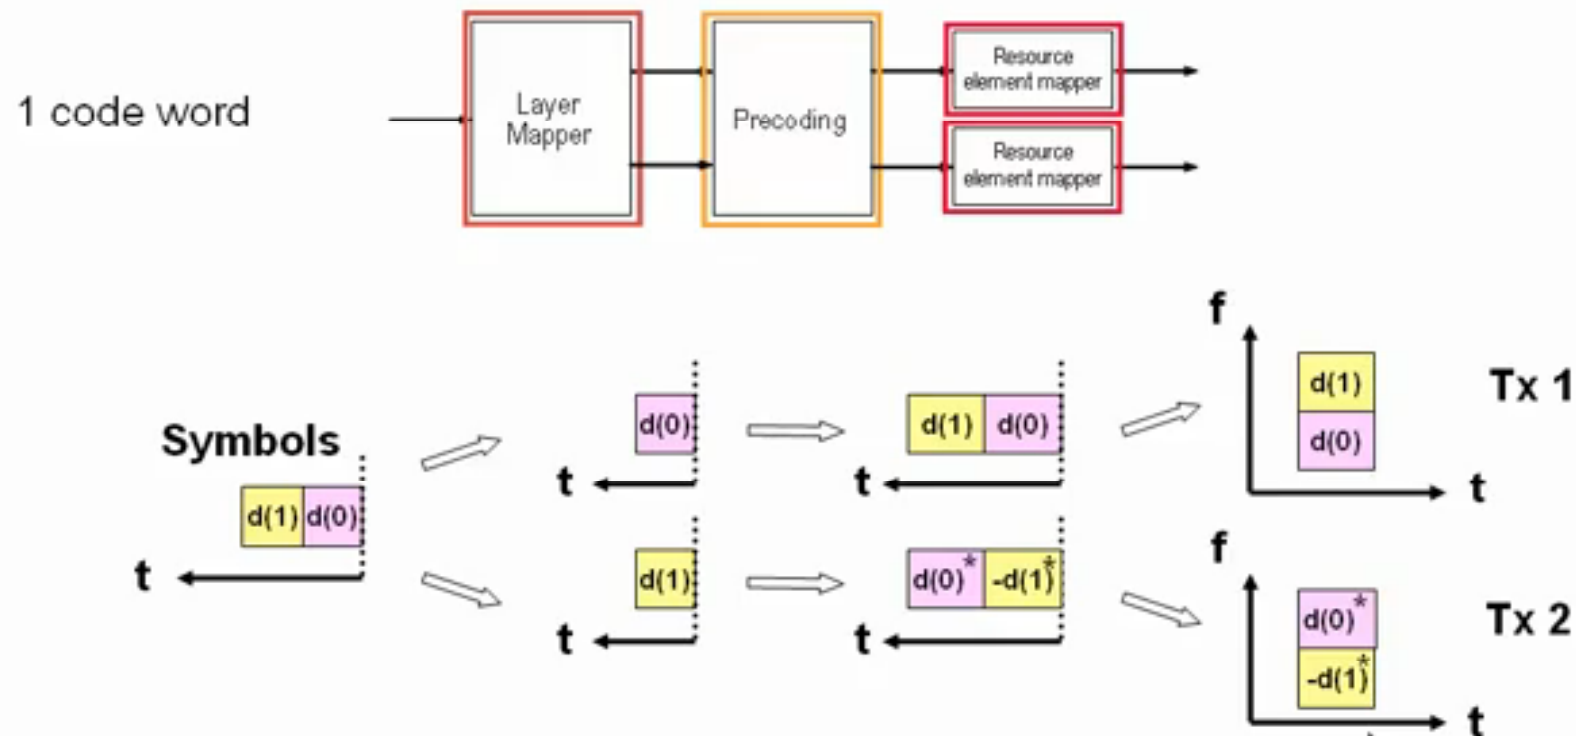 1 code word
Layer
Mapper
Precoding
Resource
element mapper
Resource
element mapper
Symbols
d(1) d(0)
t
d(0)
t
d(1)
t
d(1) d(0)
t
d(0)* -d(1)*
t
f
d(1)
d(0)
t
Tx 1
f
d(0)*
-d(1)*
t
Tx 2